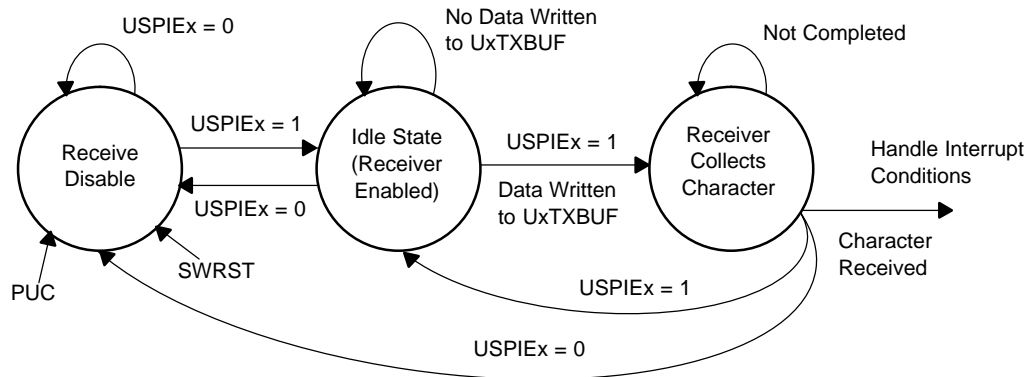 USPIEx = 0
No Data Written
to UxTXBUF
Not Completed
USPIEx = 1
Receive
Disable
Idle State
(Receiver
Enabled)
USPIEx = 1
Receiver
Collects
Character
Handle Interrupt
Conditions
USPIEx = 0
Data Written
to UxTXBUF
Character
Received
PUC
SWRST
USPIEx = 1
USPIEx = 0